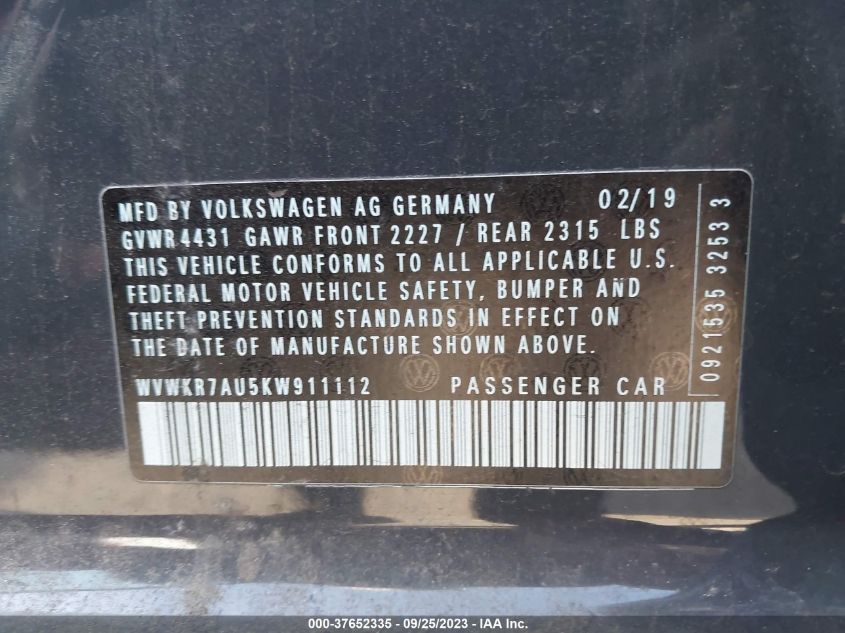 MFD BY VOLKSWAGEN AG GERMANY 02/19
GVWR 4431 GAWR FRONT 2227 / REAR 2315 LBS
THIS VEHICLE CONFORMS TO ALL APPLICABLE U.S.
FEDERAL MOTOR VEHICLE SAFETY, BUMPER AND
THEFT PREVENTION STANDARDS IN EFFECT ON
THE DATE OF MANUFACTURE SHOWN ABOVE.
WVWKR7AU5KW911112 PASSENGER CAR
0921535 3253 3
000-37652335 - 09/25/2023 - IAA Inc.